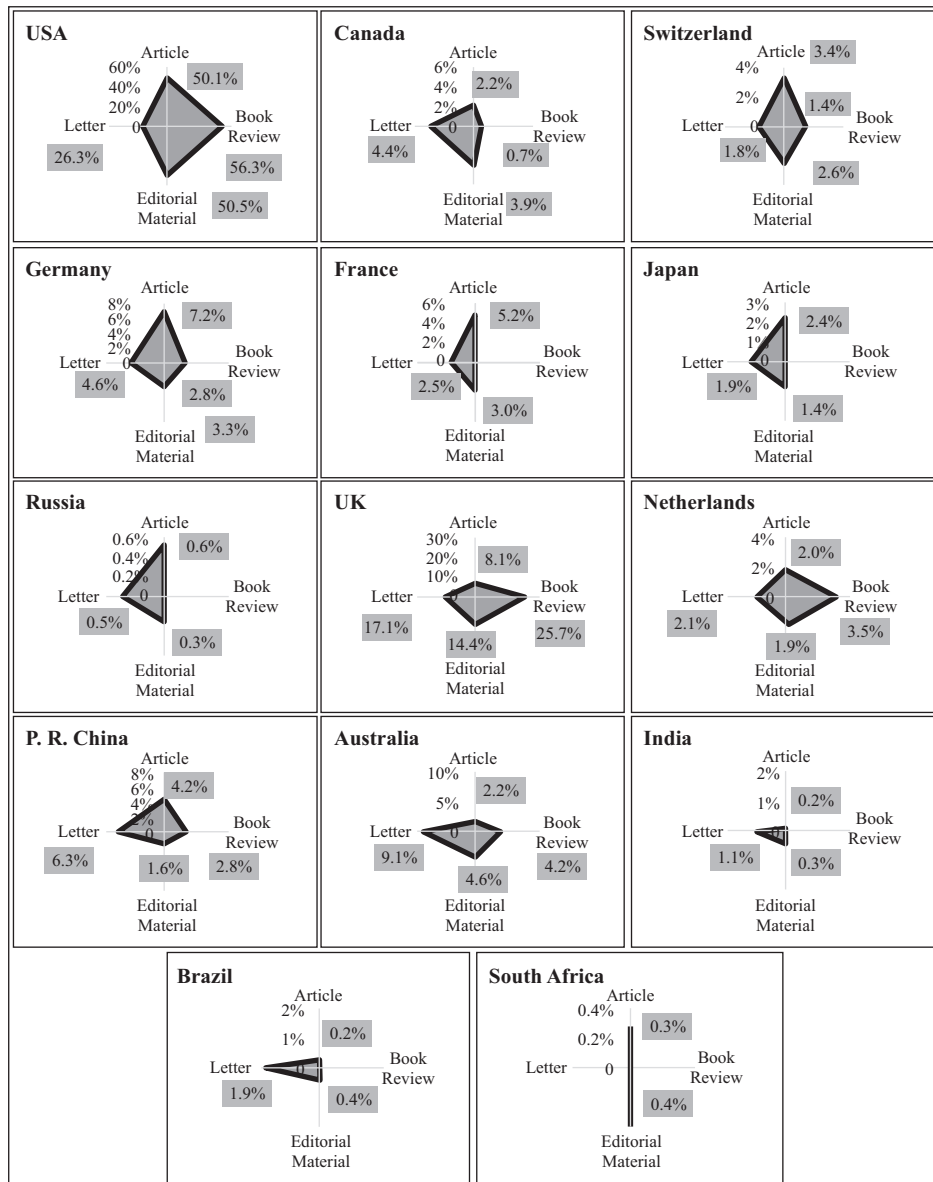 USA
Article
60%
50.1%
40%
20%
Letter
0
Book
Review
26.3%
56.3%
Editorial
Material
50.5%
Canada
Article
6%
2.2%
4%
2%
Letter
0
Book
Review
4.4%
0.7%
Editorial
Material
3.9%
Switzerland
Article
3.4%
4%
2%
1.4%
Letter
0
Book
Review
1.8%
2.6%
Editorial
Material
Germany
Article
8%
7.2%
6%
4%
2%
Letter
0
Book
Review
4.6%
2.8%
3.3%
Editorial
Material
France
Article
6%
5.2%
4%
2%
Letter
0
Book
Review
2.5%
3.0%
Editorial
Material
Japan
Article
3%
2.4%
2%
1%
Letter
0
Book
Review
1.9%
1.4%
Editorial
Material
Russia
Article
0.6%
0.6%
0.4%
0.2%
Letter
0
Book
Review
0.5%
0.3%
Editorial
Material
UK
Article
30%
8.1%
20%
10%
Letter
0
Book
Review
17.1%
14.4%
25.7%
Editorial
Material
Netherlands
Article
4%
2.0%
2%
Letter
0
Book
Review
2.1%
1.9%
3.5%
Editorial
Material
P. R. China
Article
8%
4.2%
6%
4%
2%
Letter
0
Book
Review
6.3%
1.6%
2.8%
Editorial
Material
Australia
Article
10%
2.2%
5%
Letter
0
Book
Review
9.1%
4.6%
4.2%
Editorial
Material
India
Article
2%
0.2%
1%
Letter
0
Book
Review
1.1%
0.3%
Editorial
Material
Brazil
Article
2%
0.2%
1%
Letter
0
Book
Review
1.9%
0.4%
Editorial
Material
South Africa
Article
0.4%
0.3%
0.2%
Letter
0
Book
Review
0.4%
Editorial
Material